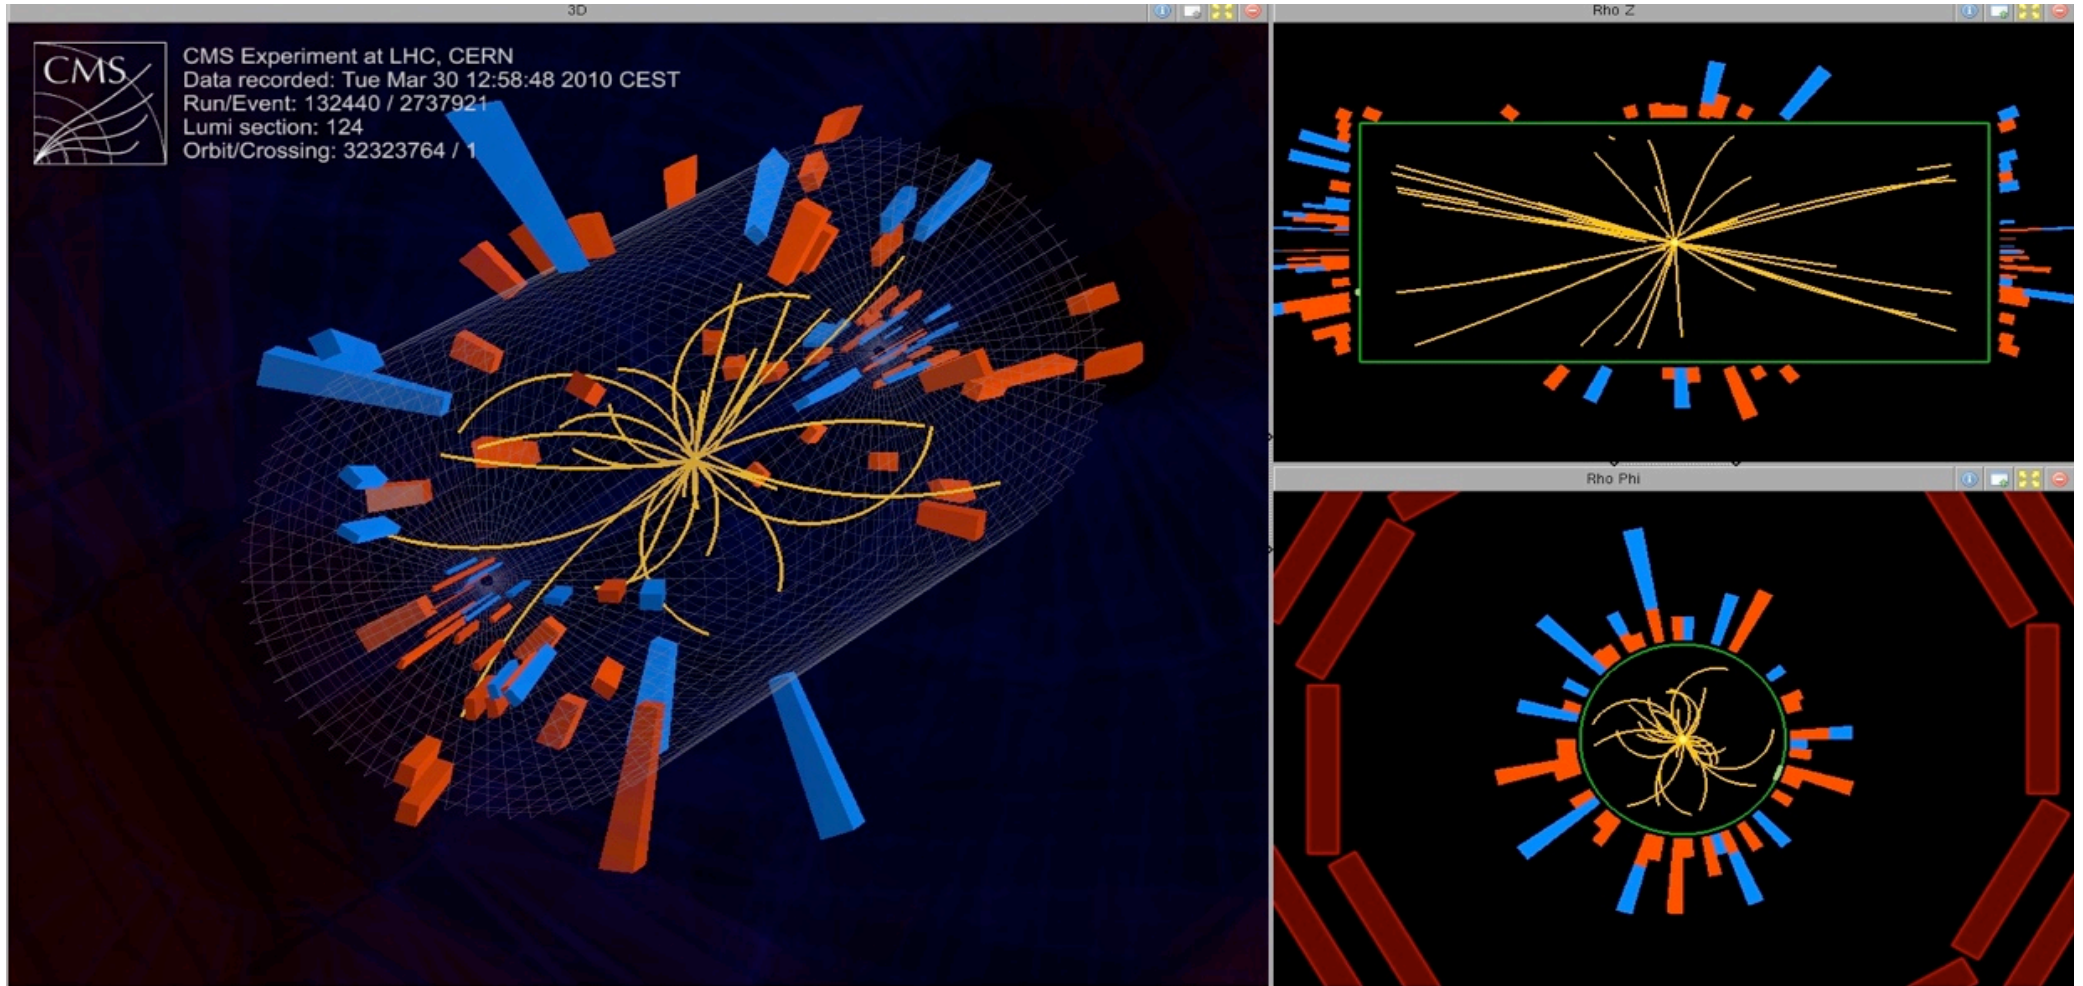 3D
CMS
CMS Experiment at LHC, CERN
Data recorded: Tue Mar 30 12:58:48 2010 CEST
Run/Event: 132440 / 2737921
Lumi section: 124
Orbit/Crossing: 32323764 / 1
Rho Z
Rho Phi